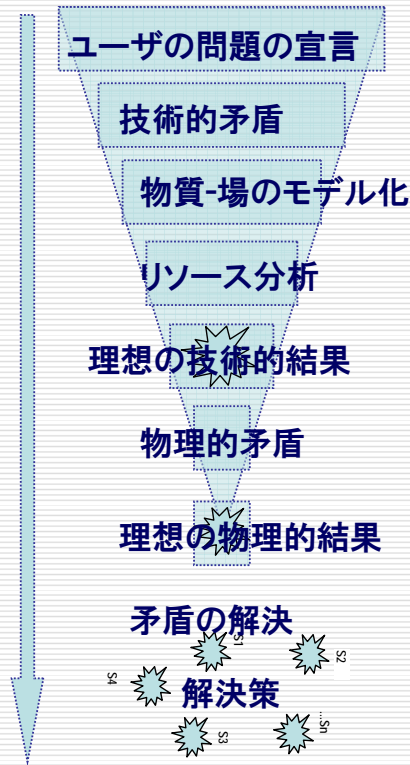 ユーザの問題の宣言
技術的矛盾
物質-場のモデル化
リソース分析
理想の技術的結果
物理的矛盾
理想の物理的結果
矛盾の解決
S1
S2
S4
解決策
S3
...Sn